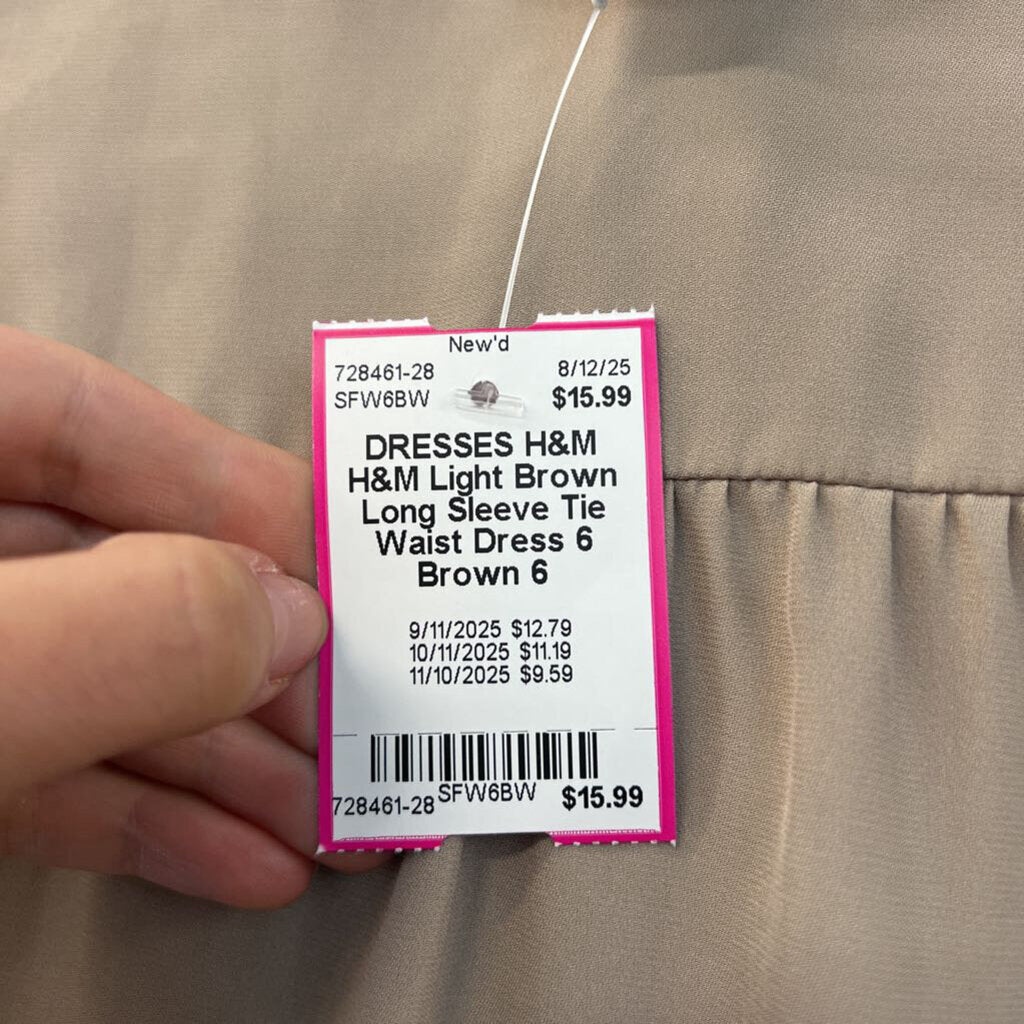 New'd
728461-28 8/12/25
SFW6BW $15.99
DRESSES H&M
H&M Light Brown
Long Sleeve Tie
Waist Dress 6
Brown 6
9/11/2025 $12.79
10/11/2025 $11.19
11/10/2025 $9.59
728461-28 SFW6BW $15.99